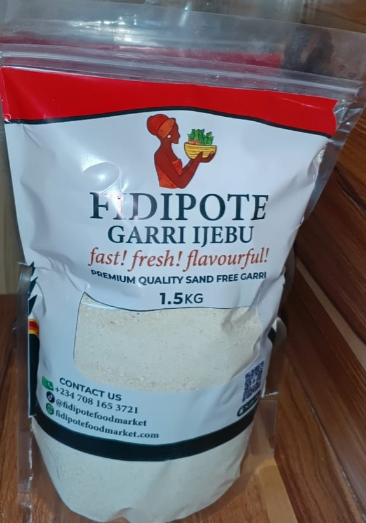 FIDIPOTE
GARRI IJEBU
fast! fresh! flavourful!
PREMIUM QUALITY SAND FREE GARRI
1.5KG
CONTACT US
+234 708 165 3721
@fidipotefoodmarket
fidipotefoodmarket.com